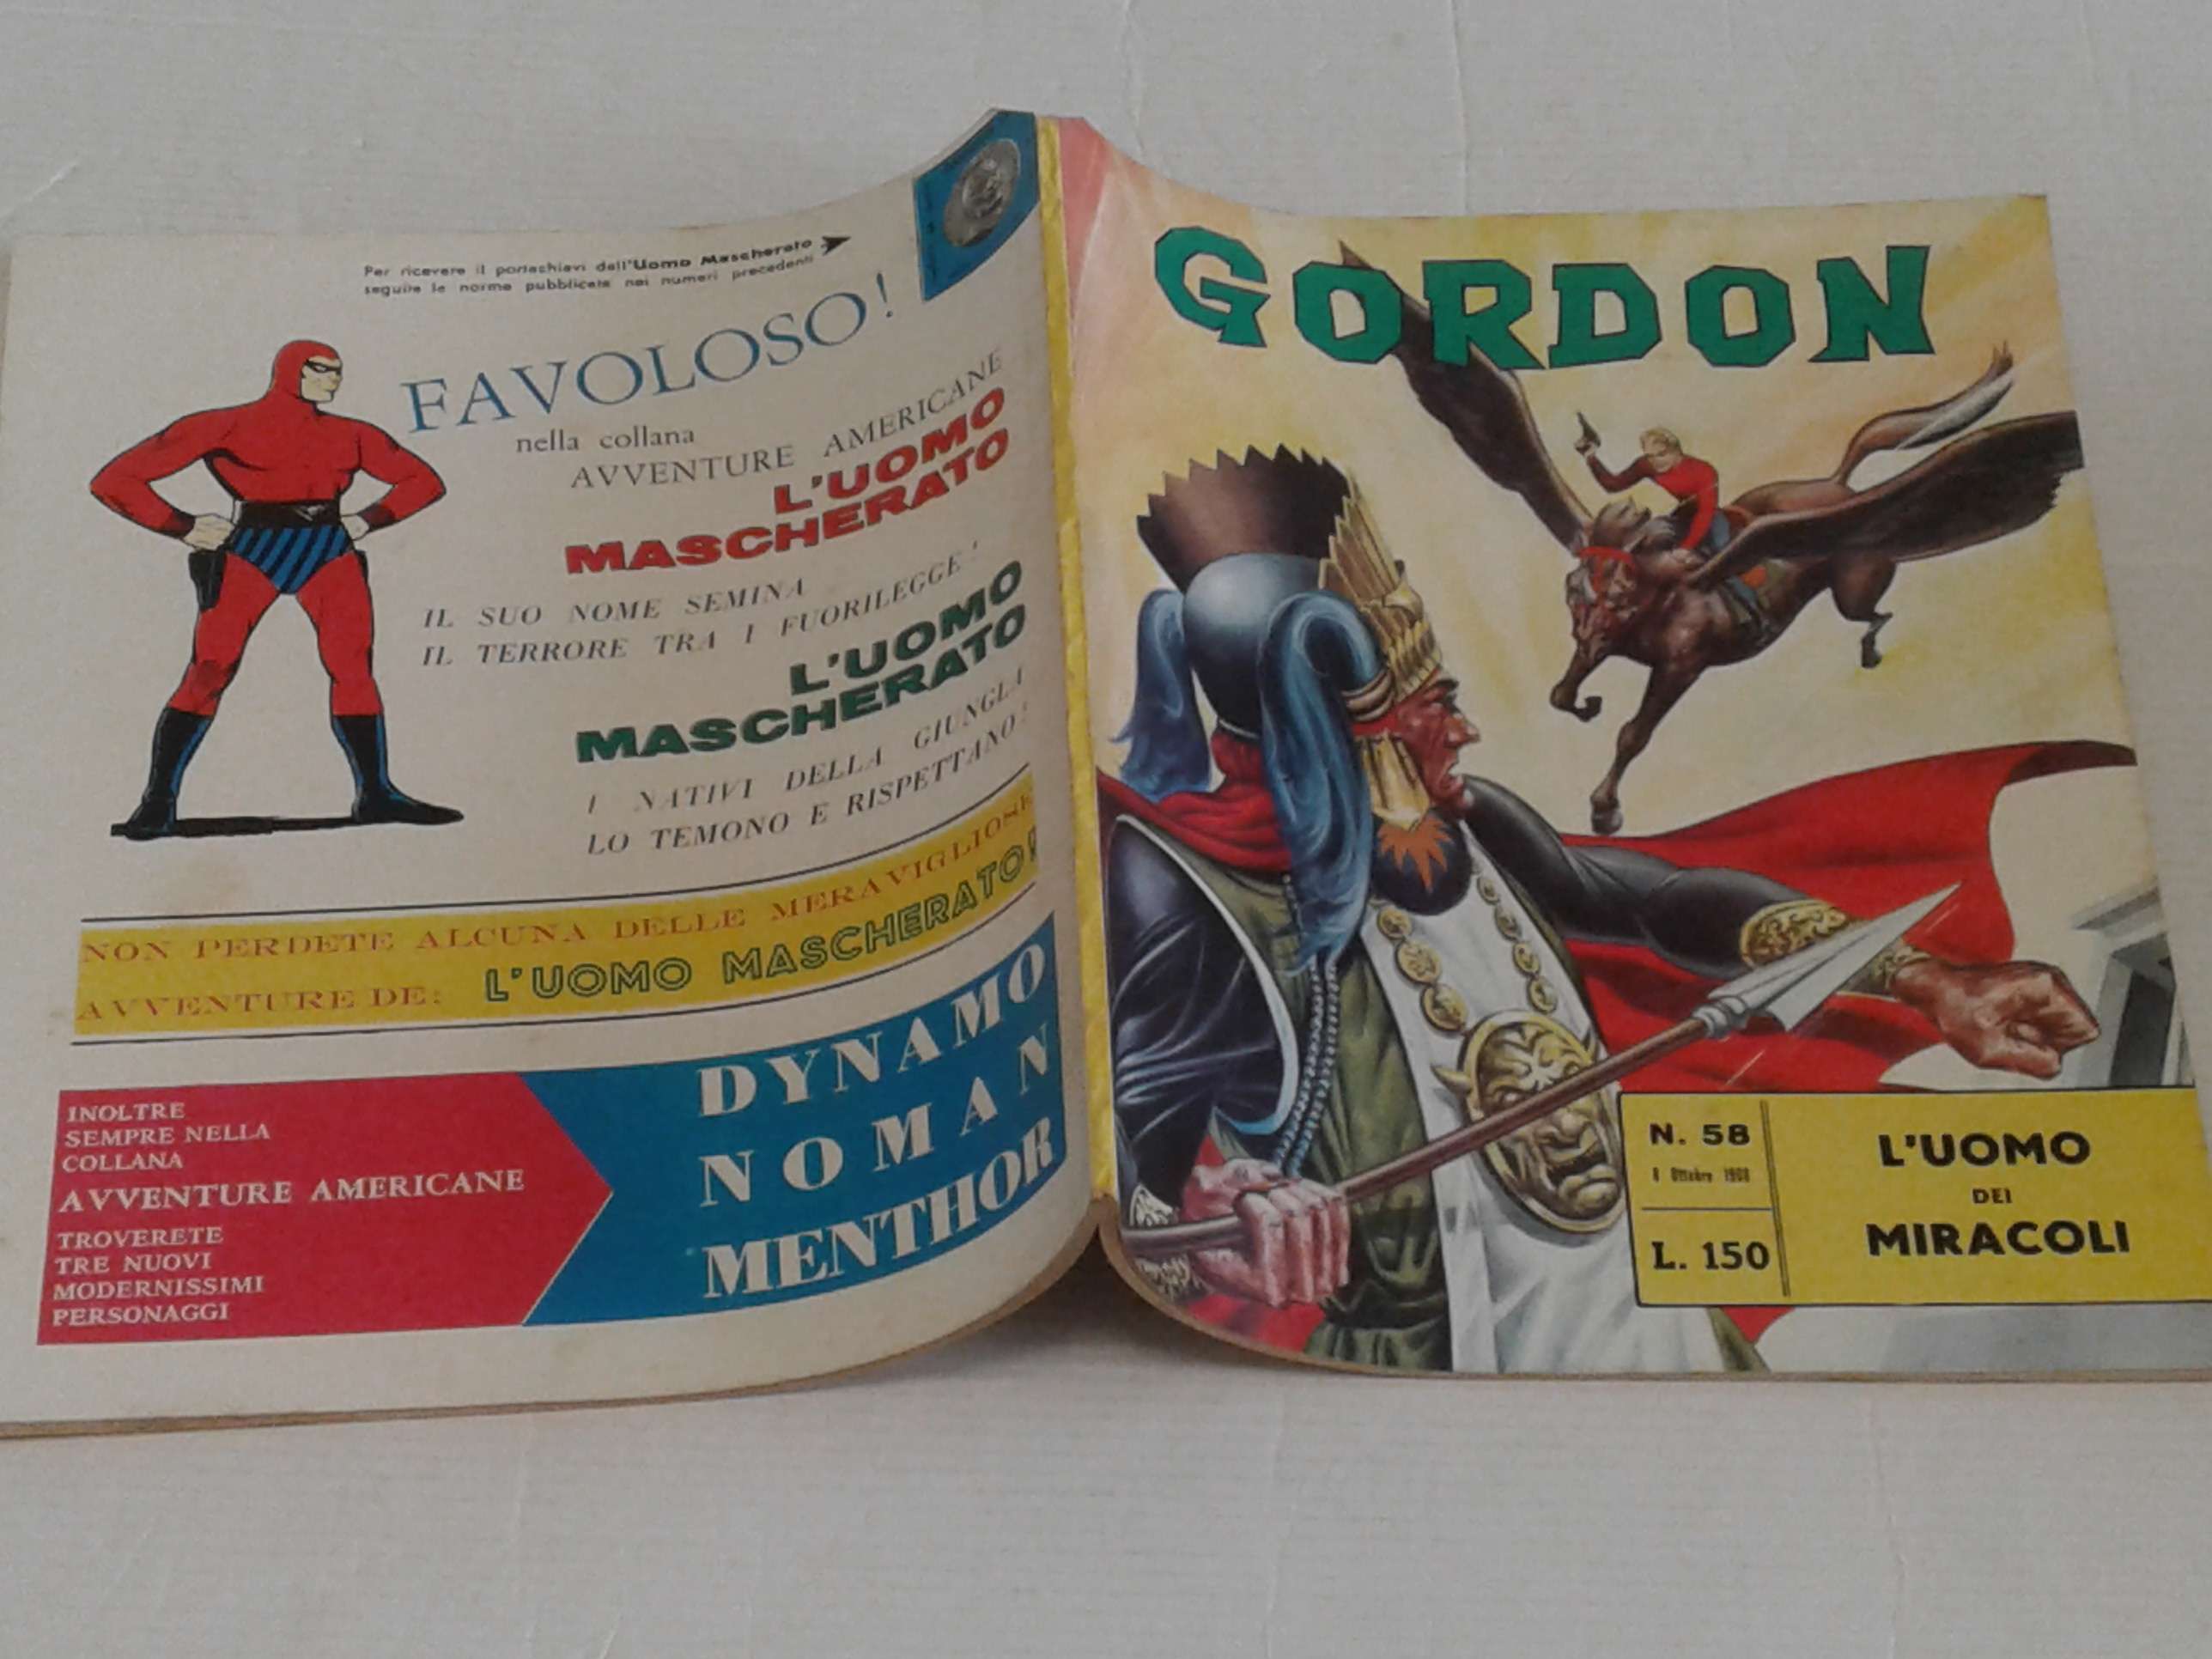 Per ricevere il portachiavi dell'Uomo Mascherato
seguire le norme pubblicate nei numeri precedenti
FAVOLOSO!
nella collana
AVVENTURE AMERICANE
L'UOMO
MASCHERATO
IL SUO NOME SEMINA
IL TERRORE TRA I FUORILEGGE!
L'UOMO
MASCHERATO
I NATIVI DELLA GIUNGLA
LO TEMONO E RISPETTANO!
NON PERDETE ALCUNA DELLE MERAVIGLIOSE
AVVENTURE DE: L'UOMO MASCHERATO!
INOLTRE
SEMPRE NELLA
COLLANA
AVVENTURE AMERICANE
TROVERETE
TRE NUOVI
MODERNISSIMI
PERSONAGGI
DYNAMO
NOMAN
MENTHOR
GORDON
N. 58
Ottobre
L. 150
L'UOMO
DEI
MIRACOLI